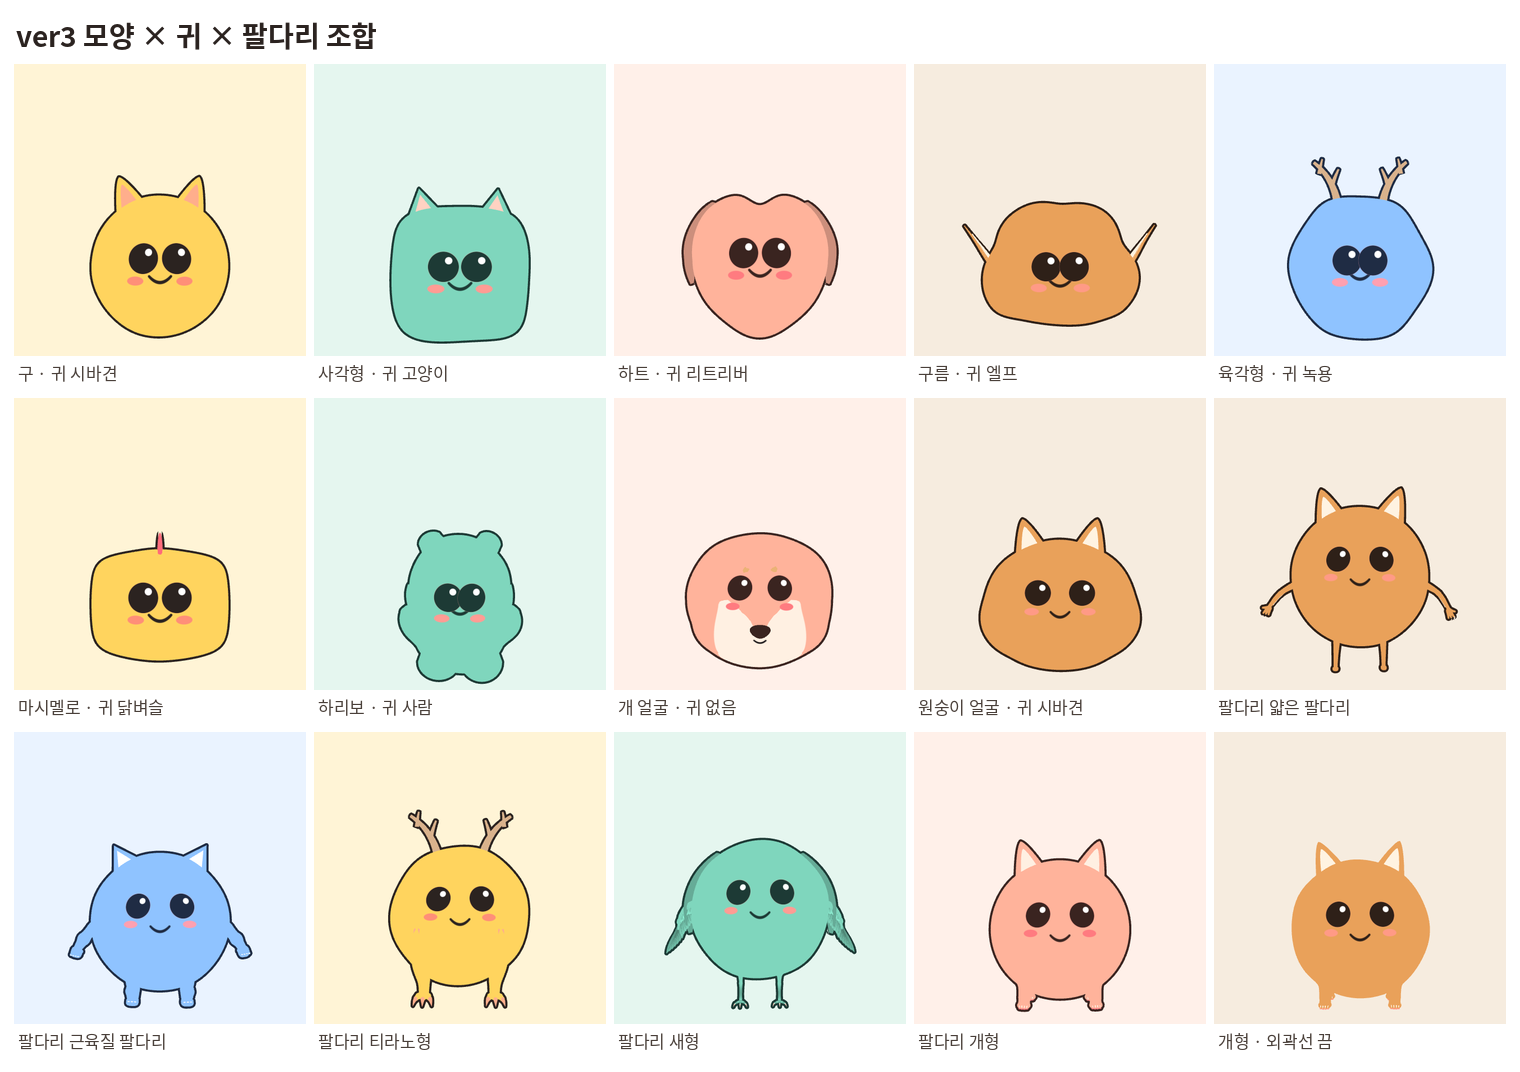 ver3 모양 × 귀 × 팔다리 조합
구 · 귀 시바견
사각형 · 귀 고양이
하트 · 귀 리트리버
구름 · 귀 엘프
육각형 · 귀 녹용
마시멜로 · 귀 닭벼슬
하리보 · 귀 사람
개 얼굴 · 귀 없음
원숭이 얼굴 · 귀 시바견
팔다리 얇은 팔다리
팔다리 근육질 팔다리
팔다리 티라노형
팔다리 새형
팔다리 개형
개형 · 외곽선 끔